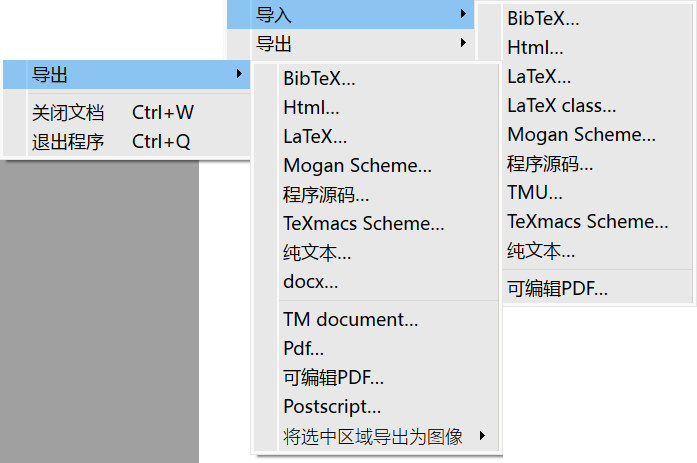 导入
导出
导出
关闭文档 Ctrl+W
退出程序 Ctrl+Q
BibTeX...
Html...
LaTeX...
Mogan Scheme...
程序源码...
TeXmacs Scheme...
纯文本...
docx...
TM document...
Pdf...
可编辑PDF...
Postscript...
将选中区域导出为图像
BibTeX...
Html...
LaTeX...
LaTeX class...
Mogan Scheme...
程序源码...
TMU...
TeXmacs Scheme...
纯文本...
可编辑PDF...